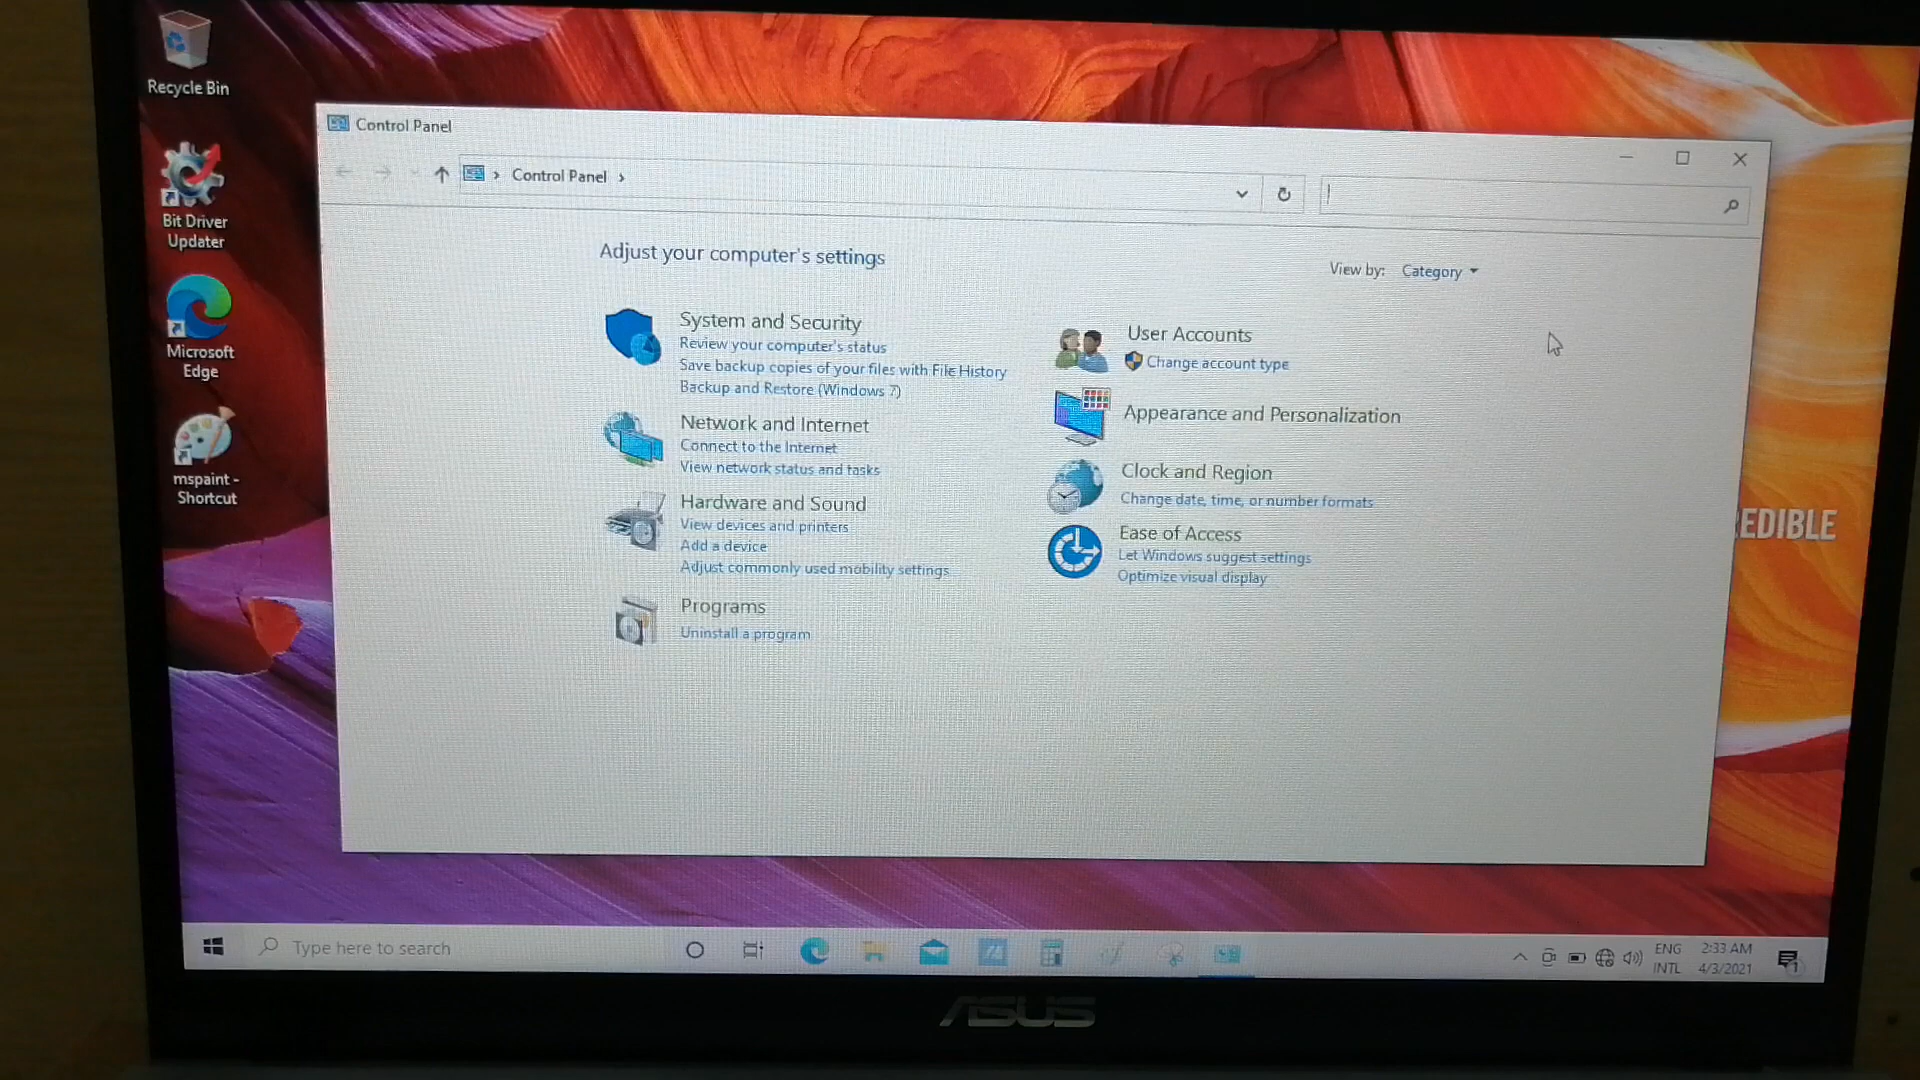 Recycle Bin
Bit Driver
Updater
Microsoft
Edge
mspaint -
Shortcut
Control Panel
Control Panel
Adjust your computer's settings
View by: Category
System and Security
Review your computer's status
Save backup copies of your files with File History
Backup and Restore (Windows 7)
Network and Internet
Connect to the Internet
View network status and tasks
Hardware and Sound
View devices and printers
Add a device
Adjust commonly used mobility settings
Programs
Uninstall a program
User Accounts
Change account type
Appearance and Personalization
Clock and Region
Change date, time, or number formats
Ease of Access
Let Windows suggest settings
Optimize visual display
EDIBLE
Type here to search
ENG
INTL
2:33 AM
4/3/2021
1
ASUS